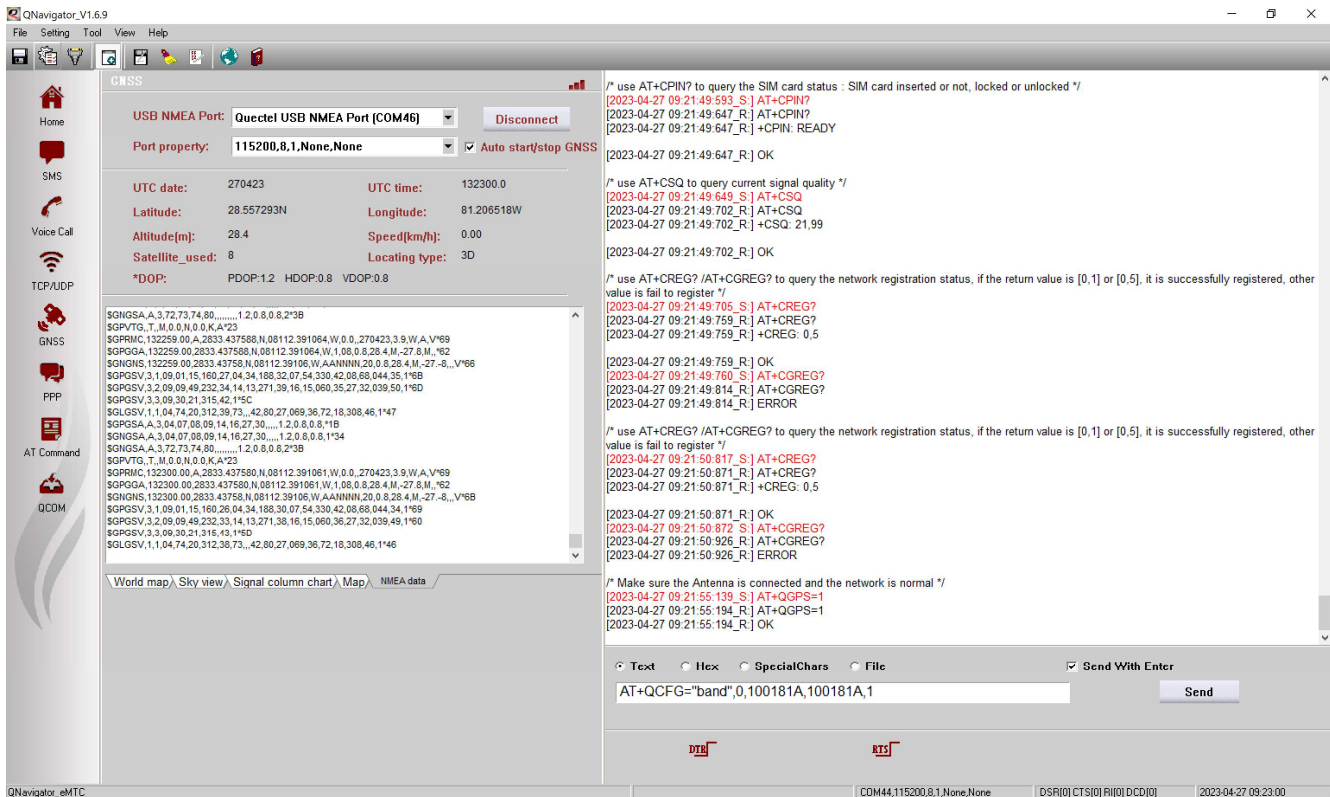 QNavigator_V1.6.9
File Setting Tool View Help
GNSS
Home
SMS
Voice Call
TCP/UDP
GNSS
PPP
AT Command
QCOM
USB NMEA Port: Quectel USB NMEA Port (COM46) Disconnect
Port property: 115200,8,1,None,None Auto start/stop GNSS
UTC date: 270423 UTC time: 132300.0
Latitude: 28.557293N Longitude: 81.206518W
Altitude(m): 28.4 Speed(km/h): 0.00
Satellite_used: 8 Locating type: 3D
*DOP: PDOP:1.2 HDOP:0.8 VDOP:0.8
$GNGSA,A,3,72,73,74,80,,,,,,,,,1.2,0.8,0.8,2*3B
$GPVTG,,T,,M,0.0,N,0.0,K,A*23
$GPRMC,132259.00,A,2833.437588,N,08112.391064,W,0.0,,270423,3.9,W,A,V*69
$GPGGA,132259.00,2833.437588,N,08112.391064,W,1,08,0.8,28.4,M,-27.8,M,,*62
$GNGNS,132259.00,2833.43758,N,08112.39106,W,AANNNN,20,0.8,28.4,M,-27.-8,,,V*66
$GPGSV,3,1,09,01,15,160,27,04,34,188,32,07,54,330,42,08,68,044,35,1*6B
$GPGSV,3,2,09,09,49,232,34,14,13,271,39,16,15,060,35,27,32,039,50,1*6D
$GPGSV,3,3,09,30,21,315,42,1*5C
$GLGSV,1,1,04,74,20,312,39,73,,,42,80,27,069,36,72,18,308,46,1*47
$GPGSA,A,3,04,07,08,09,14,16,27,30,,,,,1.2,0.8,0.8,*1B
$GNGSA,A,3,04,07,08,09,14,16,27,30,,,,,1.2,0.8,0.8,1*34
$GNGSA,A,3,72,73,74,80,,,,,,,,,1.2,0.8,0.8,2*3B
$GPVTG,,T,,M,0.0,N,0.0,K,A*23
$GPRMC,132300.00,A,2833.437580,N,08112.391061,W,0.0,,270423,3.9,W,A,V*69
$GPGGA,132300.00,2833.437580,N,08112.391061,W,1,08,0.8,28.4,M,-27.8,M,,*62
$GNGNS,132300.00,2833.43758,N,08112.39106,W,AANNNN,20,0.8,28.4,M,-27.-8,,,V*6B
$GPGSV,3,1,09,01,15,160,26,04,34,188,30,07,54,330,42,08,68,044,34,1*69
$GPGSV,3,2,09,09,49,232,33,14,13,271,38,16,15,060,36,27,32,039,49,1*60
$GPGSV,3,3,09,30,21,315,43,1*5D
$GLGSV,1,1,04,74,20,312,38,73,,,42,80,27,069,36,72,18,308,46,1*46
World map Sky view Signal column chart Map NMEA data
/* use AT+CPIN? to query the SIM card status : SIM card inserted or not, locked or unlocked */
[2023-04-27 09:21:49:593_S:] AT+CPIN?
[2023-04-27 09:21:49:647_R:] AT+CPIN?
[2023-04-27 09:21:49:647_R:] +CPIN: READY
[2023-04-27 09:21:49:647_R:] OK
/* use AT+CSQ to query current signal quality */
[2023-04-27 09:21:49:649_S:] AT+CSQ
[2023-04-27 09:21:49:702_R:] AT+CSQ
[2023-04-27 09:21:49:702_R:] +CSQ: 21,99
[2023-04-27 09:21:49:702_R:] OK
/* use AT+CREG? /AT+CGREG? to query the network registration status, if the return value is [0,1] or [0,5], it is successfully registered, other
value is fail to register */
[2023-04-27 09:21:49:705_S:] AT+CREG?
[2023-04-27 09:21:49:759_R:] AT+CREG?
[2023-04-27 09:21:49:759_R:] +CREG: 0,5
[2023-04-27 09:21:49:759_R:] OK
[2023-04-27 09:21:49:760_S:] AT+CGREG?
[2023-04-27 09:21:49:814_R:] AT+CGREG?
[2023-04-27 09:21:49:814_R:] ERROR
/* use AT+CREG? /AT+CGREG? to query the network registration status, if the return value is [0,1] or [0,5], it is successfully registered, other
value is fail to register */
[2023-04-27 09:21:50:817_S:] AT+CREG?
[2023-04-27 09:21:50:871_R:] AT+CREG?
[2023-04-27 09:21:50:871_R:] +CREG: 0,5
[2023-04-27 09:21:50:871_R:] OK
[2023-04-27 09:21:50:872_S:] AT+CGREG?
[2023-04-27 09:21:50:926_R:] AT+CGREG?
[2023-04-27 09:21:50:926_R:] ERROR
/* Make sure the Antenna is connected and the network is normal */
[2023-04-27 09:21:55:139_S:] AT+QGPS=1
[2023-04-27 09:21:55:194_R:] AT+QGPS=1
[2023-04-27 09:21:55:194_R:] OK
Text Hex SpecialChars File Send With Enter
AT+QCFG="band",0,100181A,100181A,1 Send
DTR RTS
QNavigator_eMTC COM44,115200,8,1,None,None DSR[0] CTS[0] RI[0] DCD[0] 2023-04-27 09:23:00